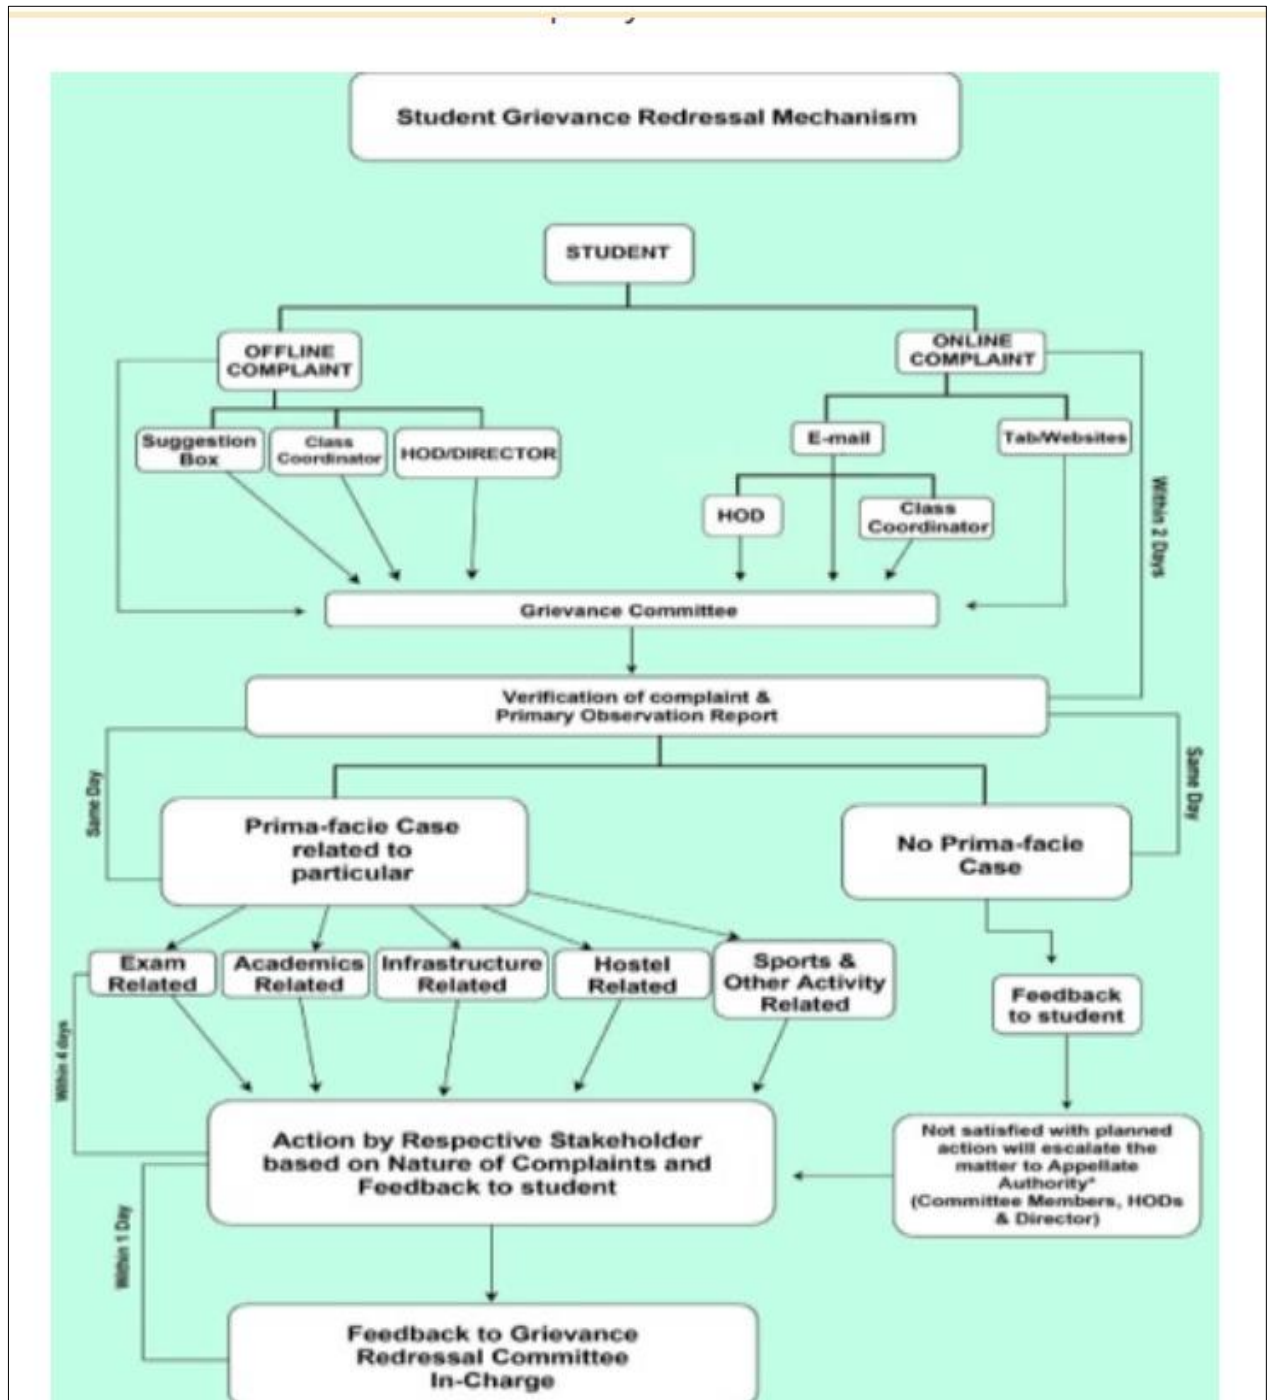 Student Grievance Redressal Mechanism
STUDENT
OFFLINE
COMPLAINT
ONLINE
COMPLAINT
Suggestion
Box
Class
Coordinator
HOD/DIRECTOR
E-mail
Tab/Websites
HOD
Class
Coordinator
Within 2 Days
Grievance Committee
Verification of complaint &
Primary Observation Report
Same Day
Same Day
Prima-facie Case
related to
particular
No Prima-facie
Case
Exam
Related
Academics
Related
Infrastructure
Related
Hostel
Related
Sports &
Other Activity
Related
Feedback
to student
Within 4 days
Action by Respective Stakeholder
based on Nature of Complaints and
Feedback to student
Not satisfied with planned
action will escalate the
matter to Appellate
Authority*
(Committee Members, HODs
& Director)
Within 1 Day
Feedback to Grievance
Redressal Committee
In-Charge